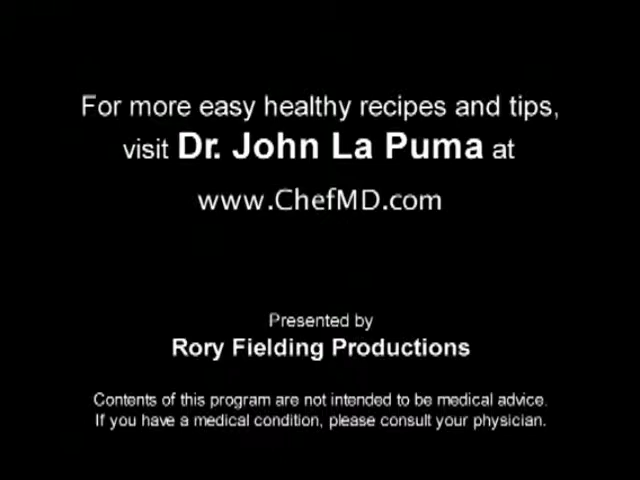 For more easy healthy recipes and tips,
visit Dr. John La Puma at
www.ChefMD.com
Presented by
Rory Fielding Productions
Contents of this program are not intended to be medical advice.
If you have a medical condition, please consult your physician.